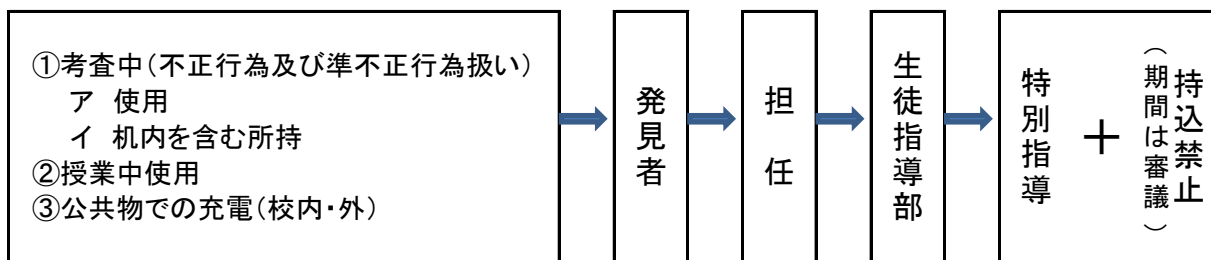 ①考査中（不正行為及び準不正行為扱い）
ア　使用
イ　机内を含む所持
②授業中使用
③公共物での充電（校内・外）
発見者
担　任
生徒指導部
特別指導
＋
持込禁止
（期間は審議）